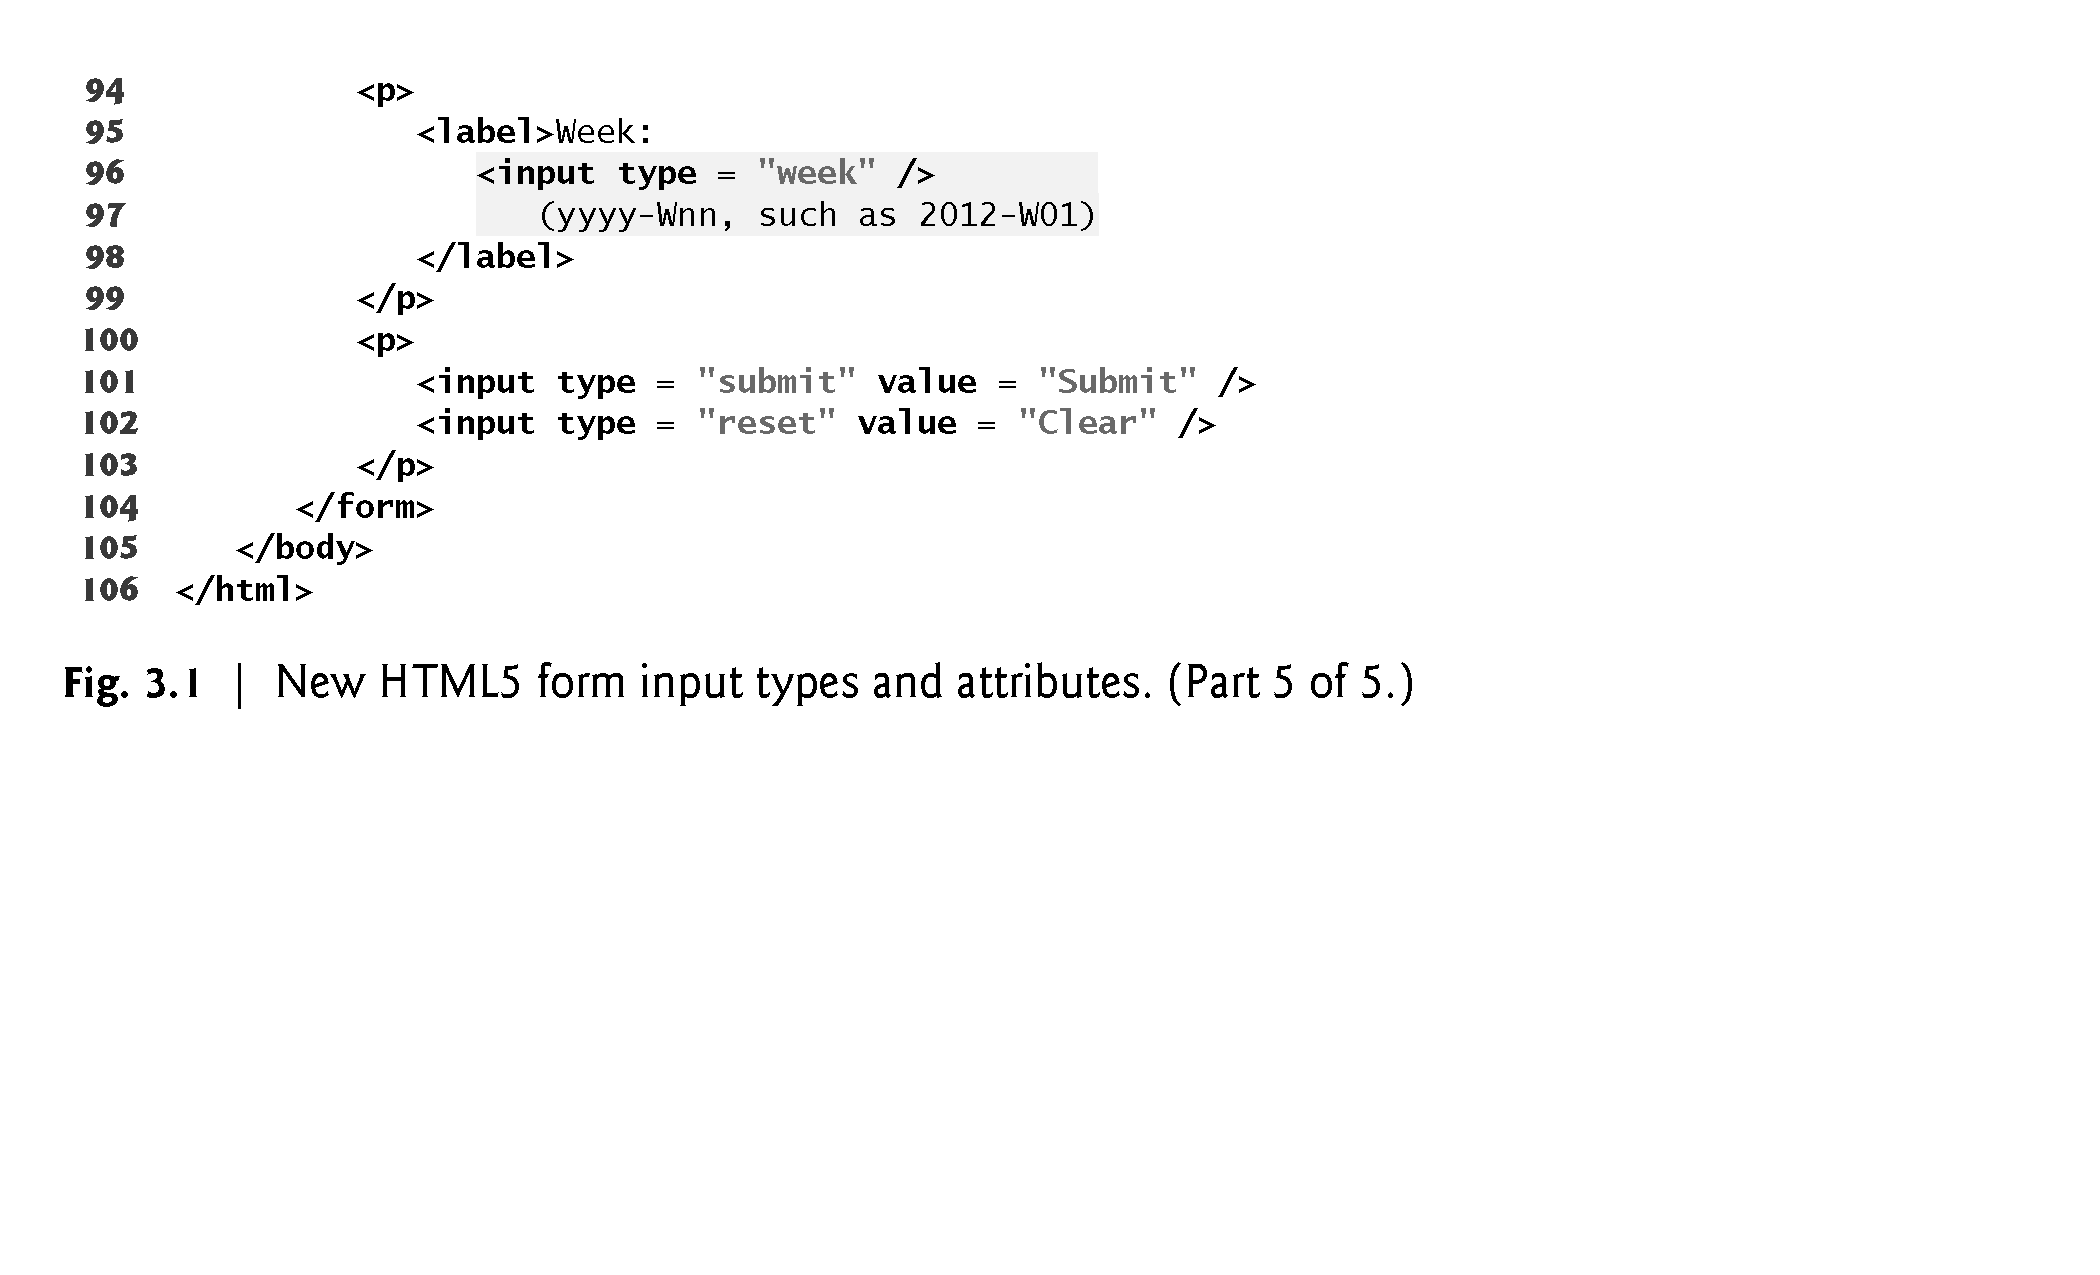 94 <p>
95 <label>Week:
96 <input type = "week" />
97 (yyyy-Wnn, such as 2012-W01)
98 </label>
99 </p>
100 <p>
101 <input type = "submit" value = "Submit" />
102 <input type = "reset" value = "Clear" />
103 </p>
104 </form>
105 </body>
106 </html>
Fig. 3.1 | New HTML5 form input types and attributes. (Part 5 of 5.)